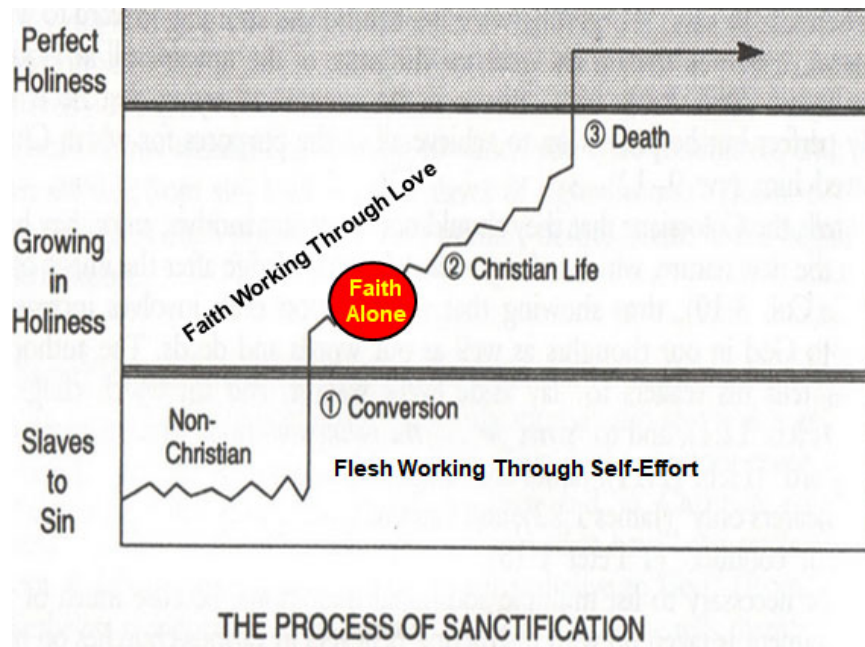 Perfect
Holiness
③ Death
Faith Working Through Love
Growing
in
Holiness
Faith
Alone
② Christian Life
① Conversion
Non-
Christian
Slaves
to
Sin
Flesh Working Through Self-Effort
THE PROCESS OF SANCTIFICATION